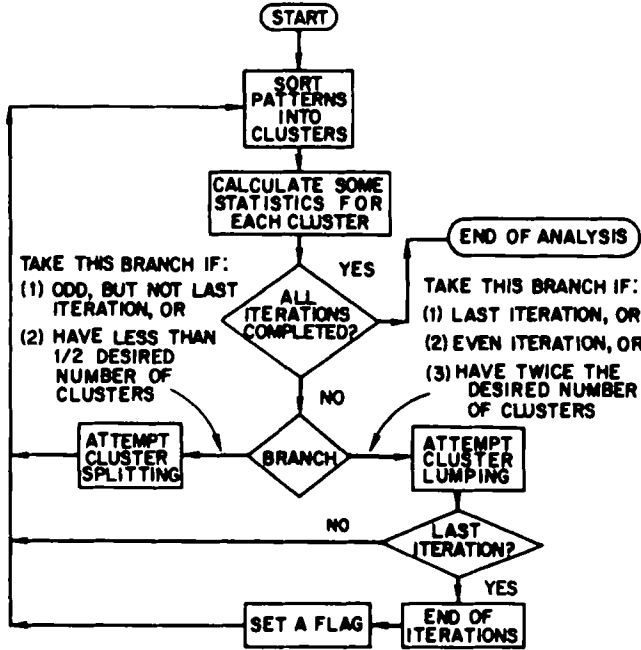 START
SORT
PATTERNS
INTO
CLUSTERS
CALCULATE SOME
STATISTICS FOR
EACH CLUSTER
YES
END OF ANALYSIS
TAKE THIS BRANCH IF:
(1) ODD, BUT NOT LAST
ITERATION, OR
(2) HAVE LESS THAN
1/2 DESIRED
NUMBER OF
CLUSTERS
ALL
ITERATIONS
COMPLETED?
TAKE THIS BRANCH IF:
(1) LAST ITERATION, OR
(2) EVEN ITERATION, OR
(3) HAVE TWICE THE
DESIRED NUMBER
OF CLUSTERS
NO
ATTEMPT
CLUSTER
SPLITTING
BRANCH
ATTEMPT
CLUSTER
LUMPING
NO
LAST
ITERATION?
YES
SET A FLAG
END OF
ITERATIONS